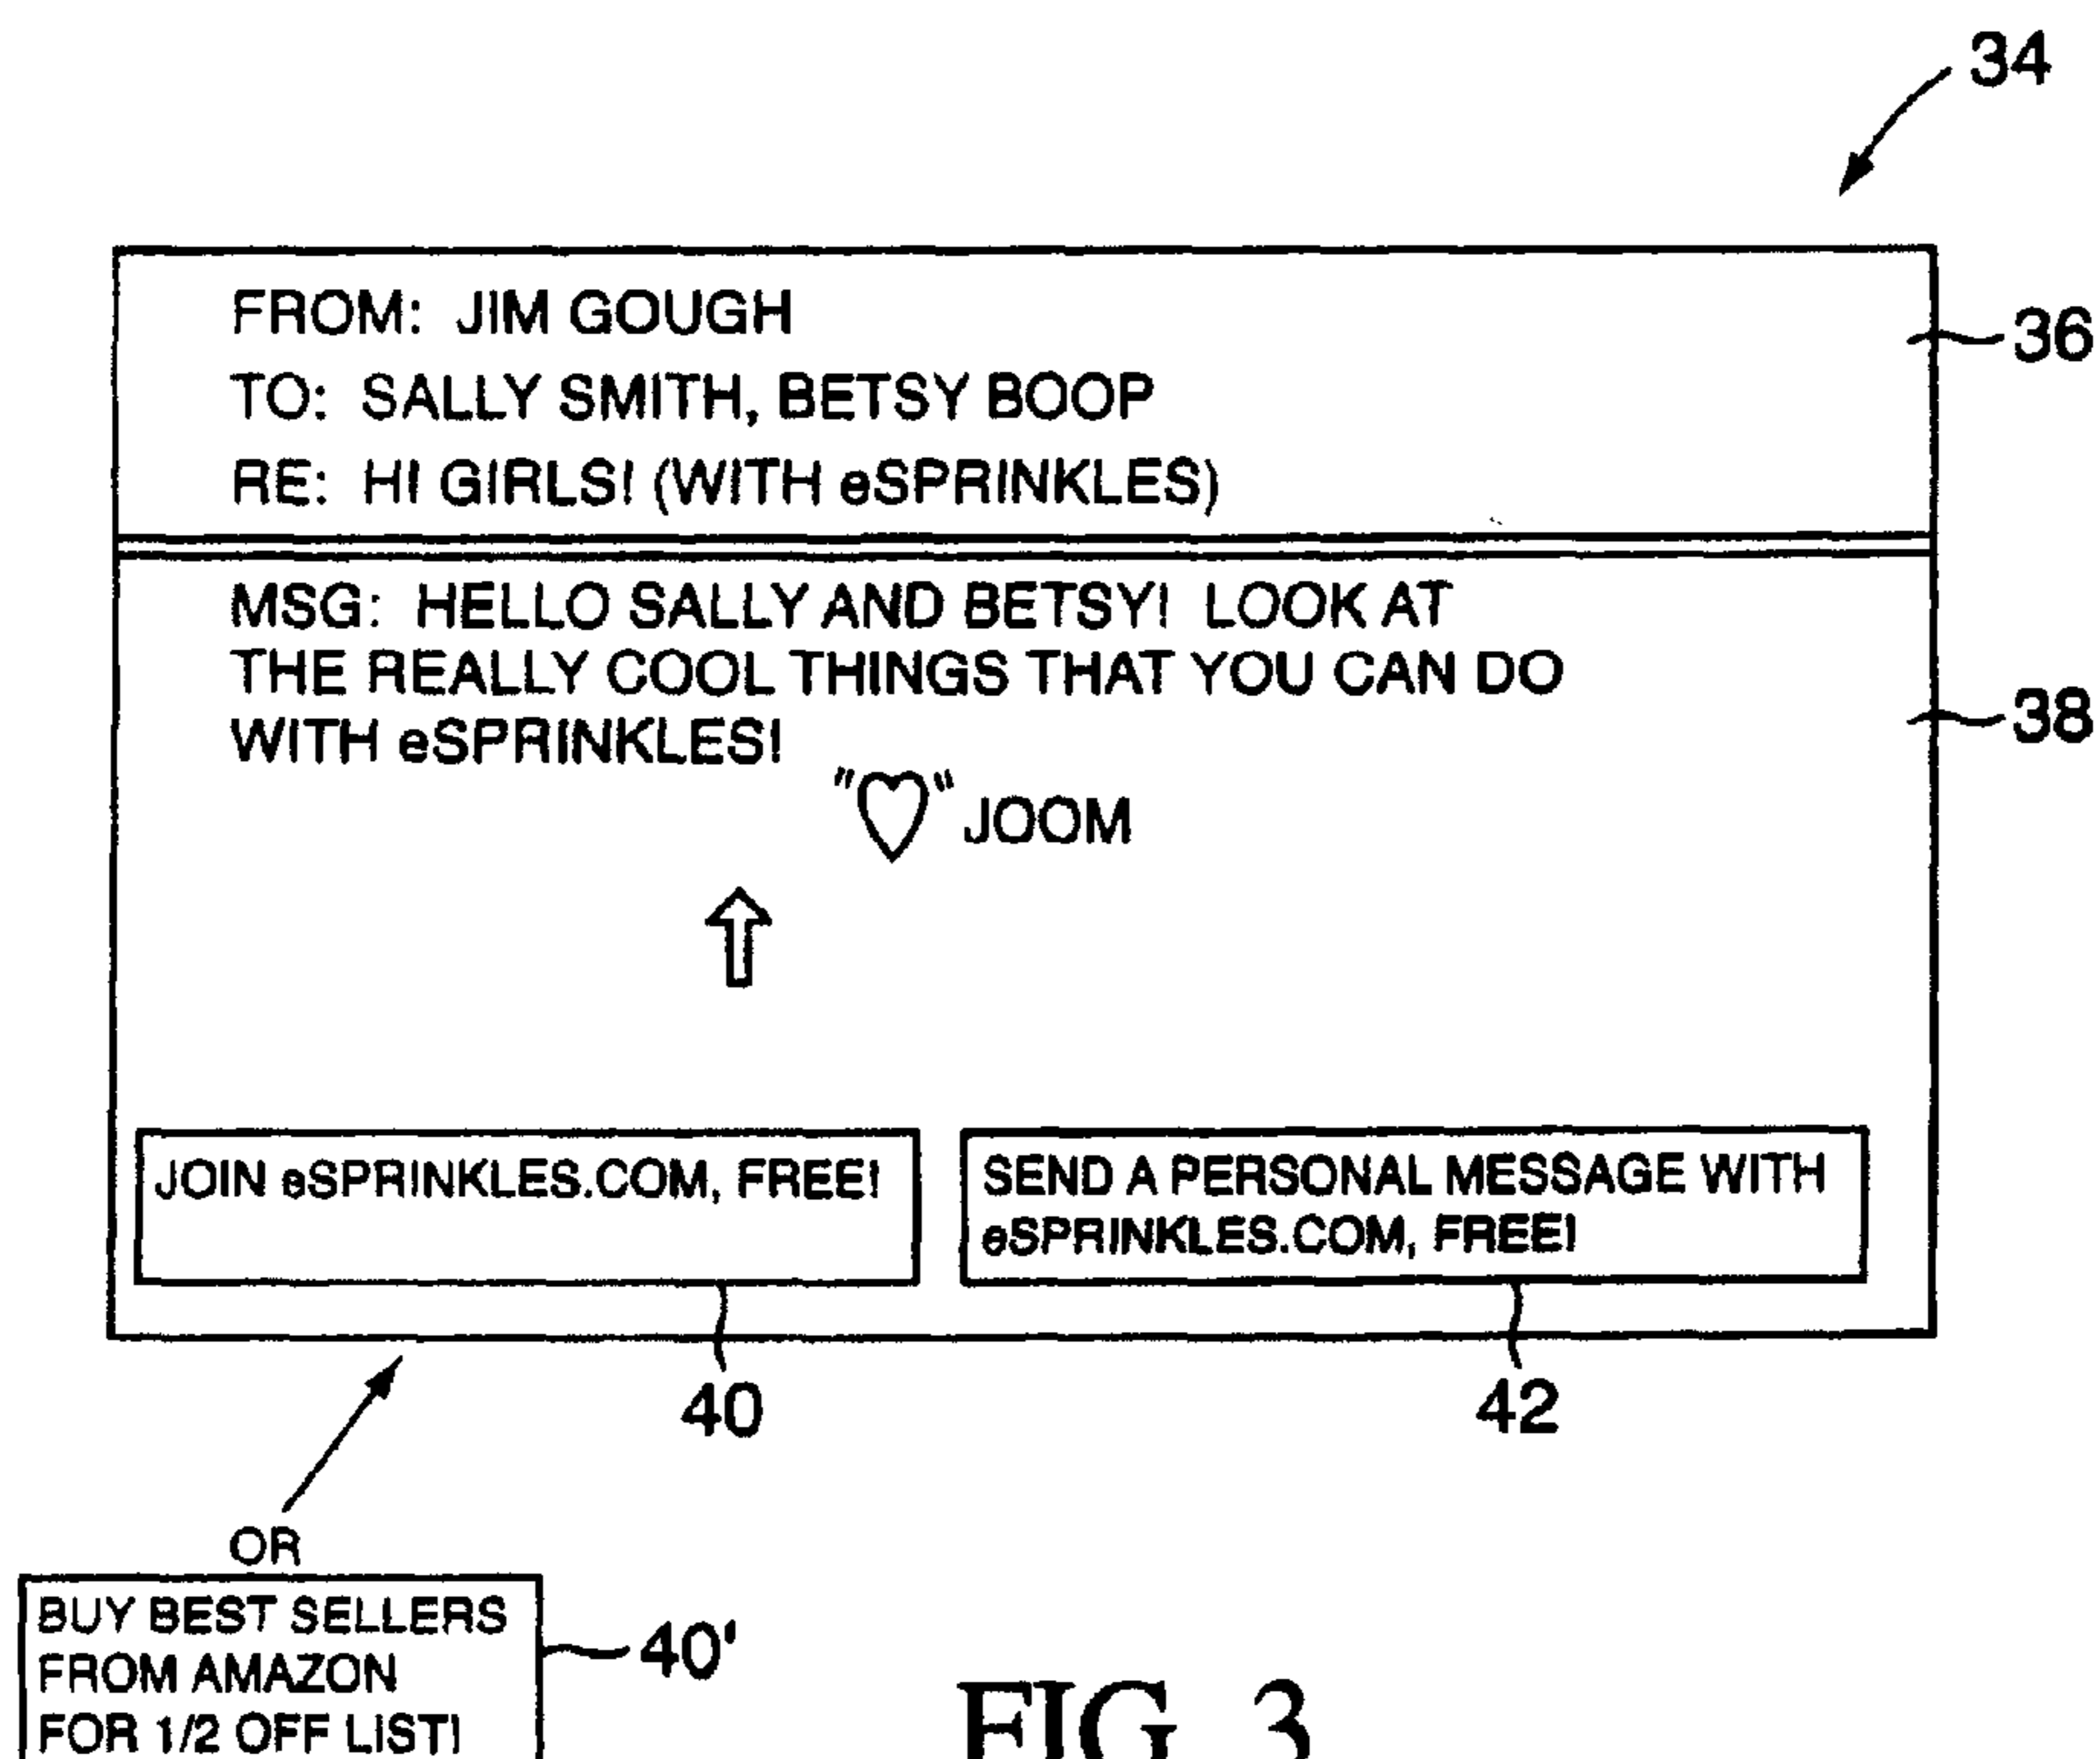 34
FROM: JIM GOUGH
36
TO: SALLY SMITH, BETSY BOOP
RE: HI GIRLS! (WITH eSPRINKLES)
MSG: HELLO SALLY AND BETSY! LOOK AT
THE REALLY COOL THINGS THAT YOU CAN DO
38
WITH eSPRINKLES!
"♡" JOOM
JOIN eSPRINKLES.COM, FREE!
SEND A PERSONAL MESSAGE WITH
eSPRINKLES.COM, FREE!
40
42
OR
BUY BEST SELLERS
FROM AMAZON
FOR 1/2 OFF LIST!
40'
FIG. 3